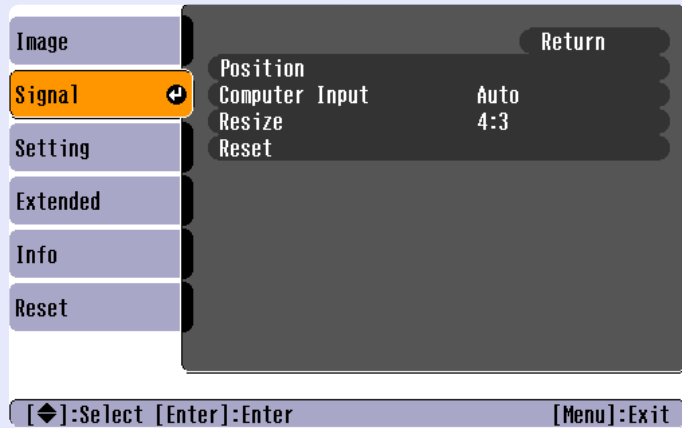 Image
Signal
Setting
Extended
Info
Reset
Return
Position
Computer Input Auto
Resize 4:3
Reset
[◆]:Select [Enter]:Enter [Menu]:Exit